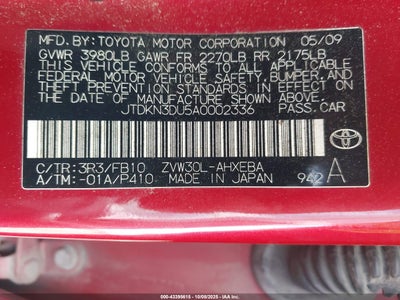 MFD. BY: TOYOTA MOTOR CORPORATION 05/09
GVWR 3980LB GAWR FR 2270LB RR 2175LB
THIS VEHICLE CONFORMS TO ALL APPLICABLE
FEDERAL MOTOR VEHICLE SAFETY, BUMPER, AND
THEFT PREVENTION STANDARDS IN EFFECT ON
THE DATE OF MANUFACTURE SHOWN ABOVE.
JTDKN3DU5A0002336 PASS.CAR
C/TR: 3R3/FB10 ZVW30L-AHXEBA
A/TM: -01A/P410 MADE IN JAPAN 942 A
TOYOTA
000-43395615 - 10/09/2025 - IAA, Inc.